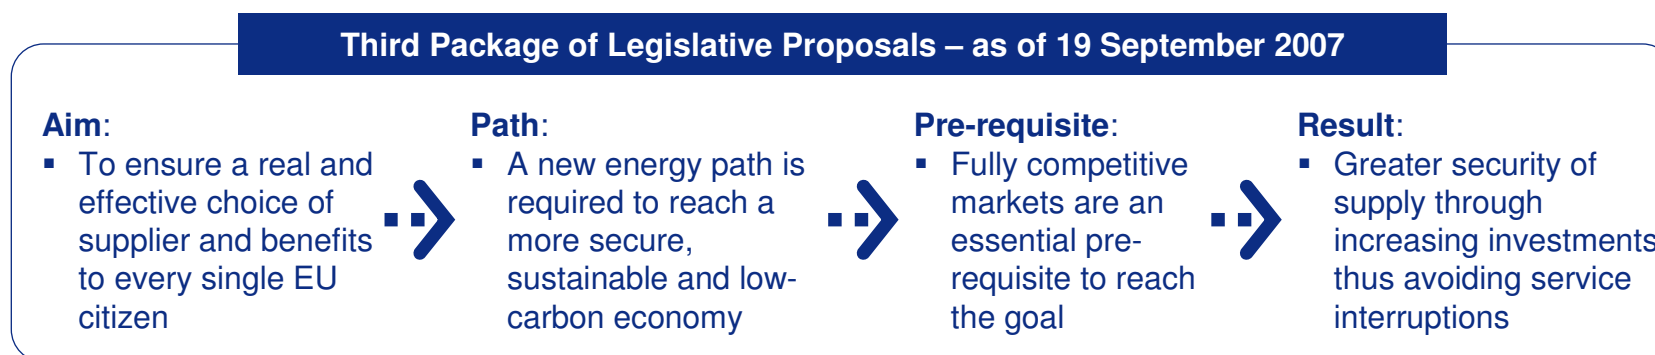 Third Package of Legislative Proposals – as of 19 September 2007
Aim:
▪ To ensure a real and
effective choice of
supplier and benefits
to every single EU
citizen
Path:
▪ A new energy path is
required to reach a
more secure,
sustainable and low-
carbon economy
Pre-requisite:
▪ Fully competitive
markets are an
essential pre-
requisite to reach
the goal
Result:
▪ Greater security of
supply through
increasing investments
thus avoiding service
interruptions